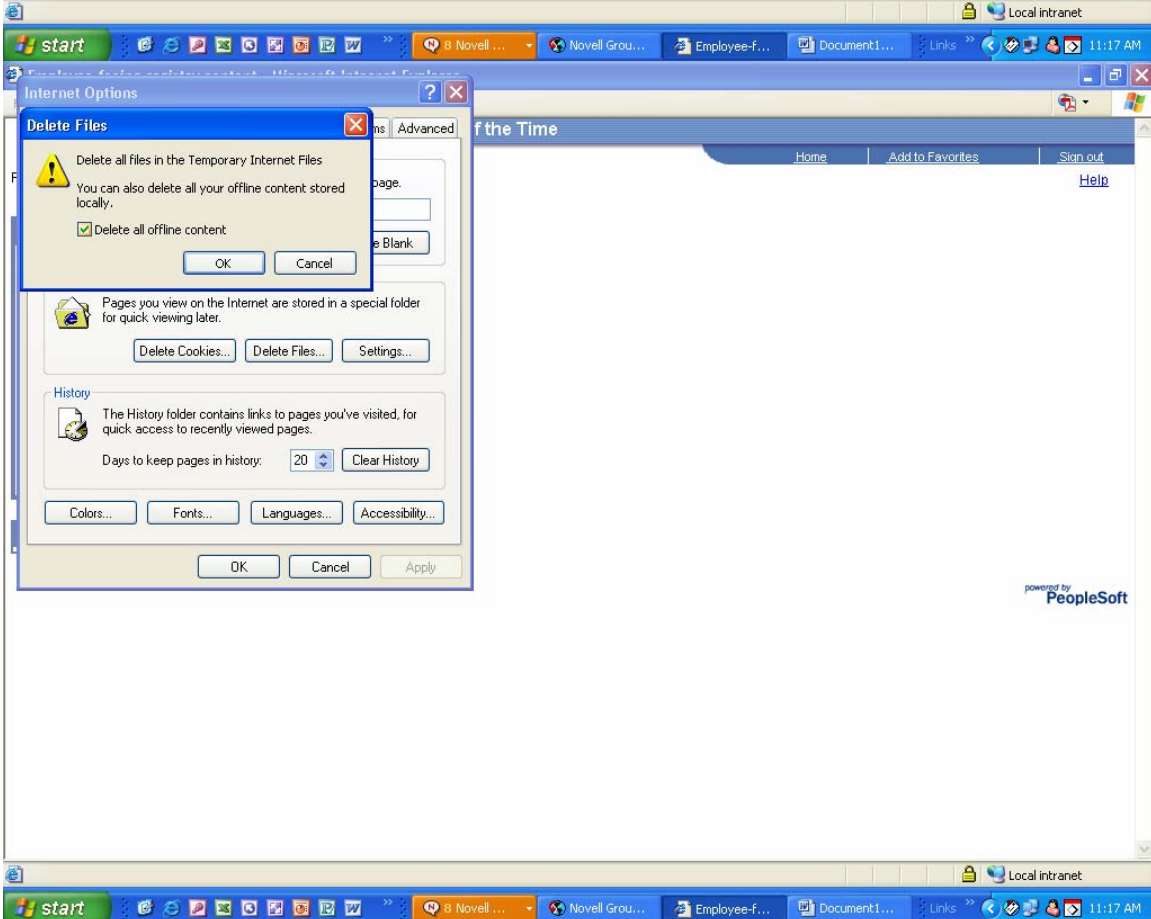 Local intranet
start
8 Novell ...
Novell Grou...
Employee-f...
Document1...
Links
11:17 AM
Internet Options
Delete Files
Advanced
f the Time
Home
Add to Favorites
Sign out
Help
Delete all files in the Temporary Internet Files
You can also delete all your offline content stored
locally.
Delete all offline content
OK
Cancel
page.
e Blank
Pages you view on the Internet are stored in a special folder
for quick viewing later.
Delete Cookies...
Delete Files...
Settings...
History
The History folder contains links to pages you've visited, for
quick access to recently viewed pages.
Days to keep pages in history:
20
Clear History
Colors...
Fonts...
Languages...
Accessibility...
OK
Cancel
Apply
powered by
PeopleSoft
Local intranet
start
8 Novell ...
Novell Grou...
Employee-f...
Document1...
Links
11:17 AM